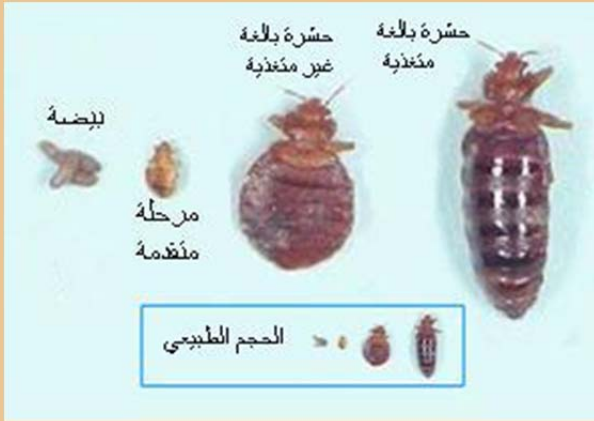 حشرة بالغة
متغذية
حشرة بالغة
غير متغذية
بيضة
مرحلة
متقدمة
الحجم الطبيعي